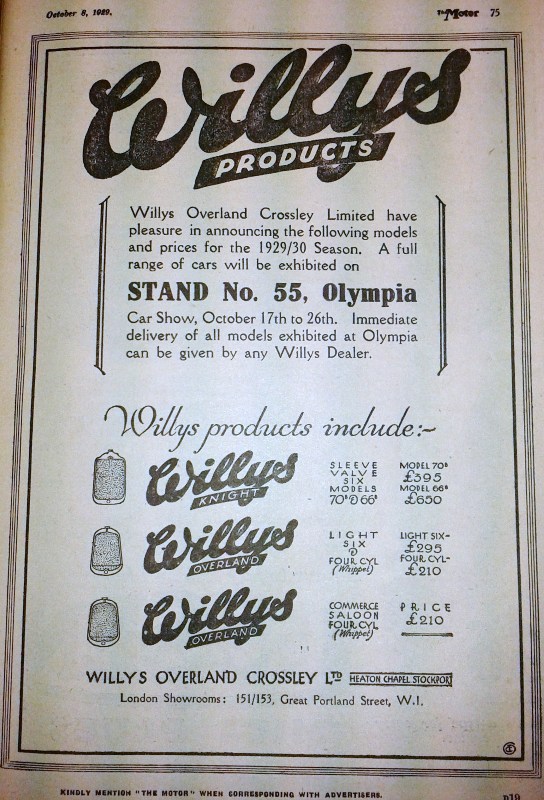 October 8, 1929.
The Motor 75
Willys
PRODUCTS
Willys Overland Crossley Limited have
pleasure in announcing the following models
and prices for the 1929/30 Season. A full
range of cars will be exhibited on
STAND No. 55, Olympia
Car Show, October 17th to 26th. Immediate
delivery of all models exhibited at Olympia
can be given by any Willys Dealer.
Willys products include:~
Willys
KNIGHT
SLEEVE
VALVE
SIX
MODELS
70B & 66B
MODEL 70B
£395
MODEL 66B
£650
Willys
OVERLAND
LIGHT
SIX
&
FOUR CYL
(Whippet)
LIGHT SIX-
£295
FOUR CYL-
£210
Willys
OVERLAND
COMMERCE
SALOON
FOUR CYL
(Whippet)
PRICE
£210
WILLYS OVERLAND CROSSLEY LTD HEATON CHAPEL STOCKPORT
London Showrooms: 151/153, Great Portland Street, W.1.
KINDLY MENTION "THE MOTOR" WHEN CORRESPONDING WITH ADVERTISERS.
p19